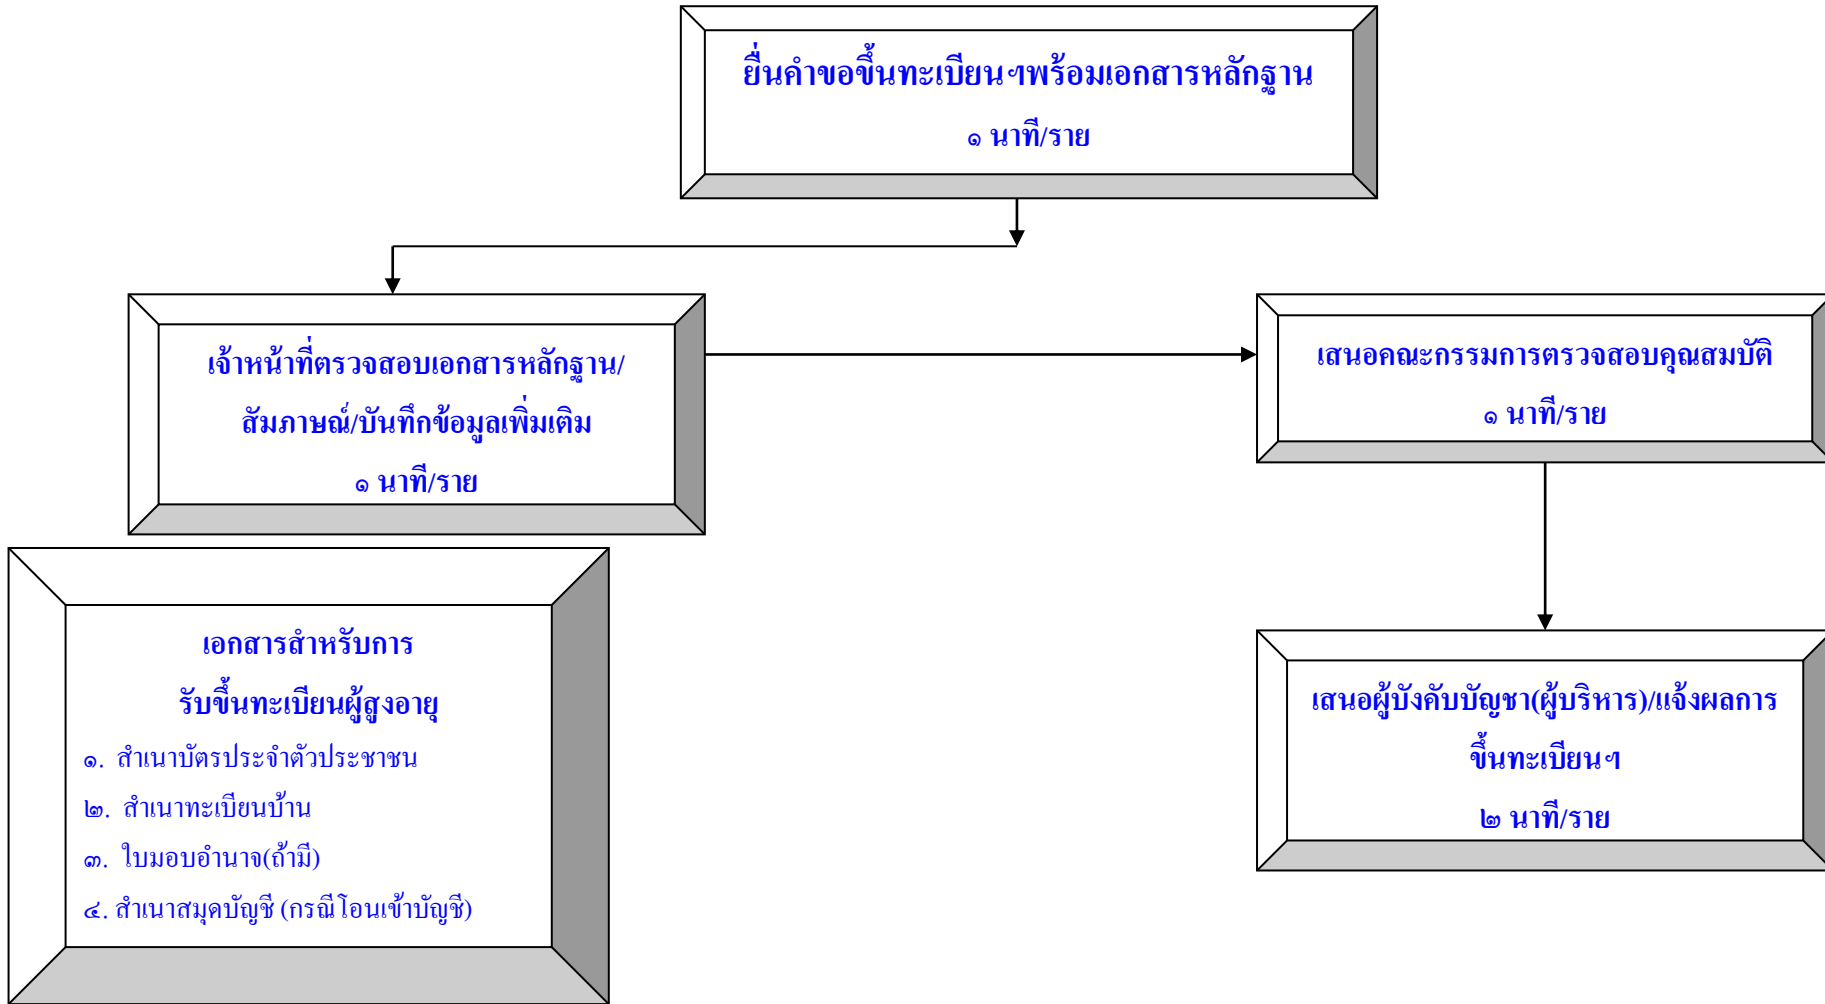 ยื่นคำขอขึ้นทะเบียนฯพร้อมเอกสารหลักฐาน
๑ นาที/ราย
เจ้าหน้าที่ตรวจสอบเอกสารหลักฐาน/
สัมภาษณ์/บันทึกข้อมูลเพิ่มเติม
๑ นาที/ราย
เสนอคณะกรรมการตรวจสอบคุณสมบัติ
๑ นาที/ราย
เสนอผู้บังคับบัญชา(ผู้บริหาร)/แจ้งผลการ
ขึ้นทะเบียนฯ
๒ นาที/ราย
เอกสารสำหรับการ
รับขึ้นทะเบียนผู้สูงอายุ
๑. สำเนาบัตรประจำตัวประชาชน
๒. สำเนาทะเบียนบ้าน
๓. ใบมอบอำนาจ(ถ้ามี)
๔. สำเนาสมุดบัญชี (กรณีโอนเข้าบัญชี)